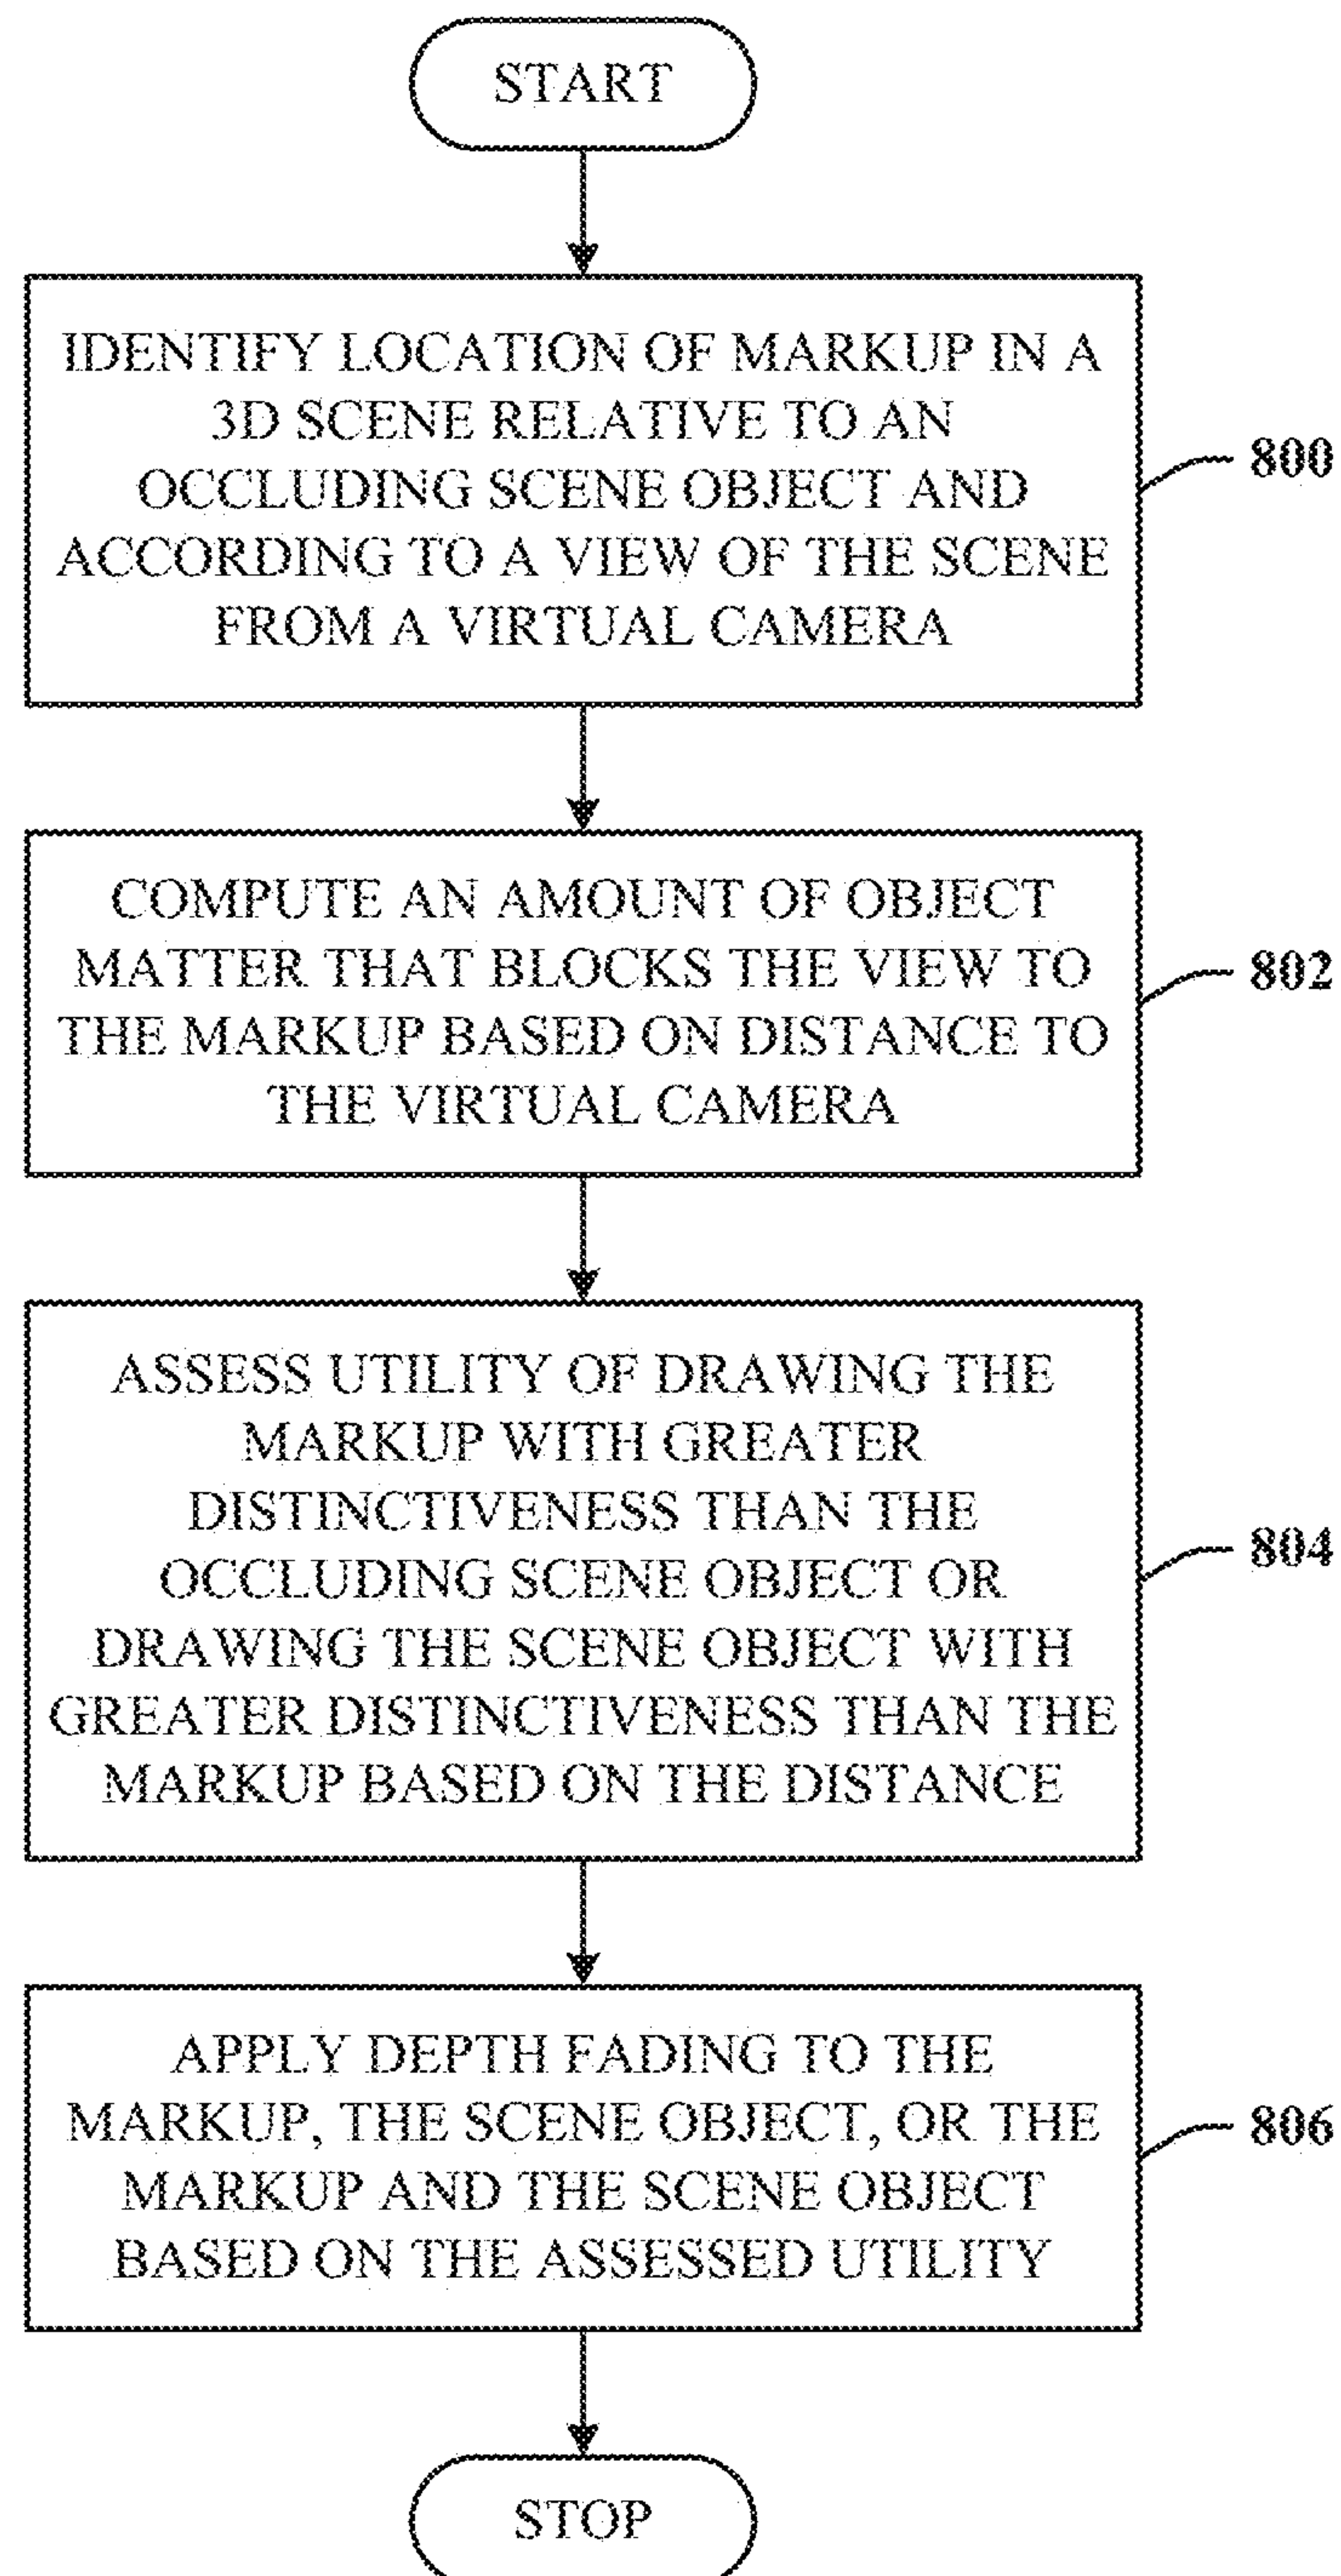 START
IDENTIFY LOCATION OF MARKUP IN A
3D SCENE RELATIVE TO AN
OCCLUDING SCENE OBJECT AND
ACCORDING TO A VIEW OF THE SCENE
FROM A VIRTUAL CAMERA
800
COMPUTE AN AMOUNT OF OBJECT
MATTER THAT BLOCKS THE VIEW TO
THE MARKUP BASED ON DISTANCE TO
THE VIRTUAL CAMERA
802
ASSESS UTILITY OF DRAWING THE
MARKUP WITH GREATER
DISTINCTIVENESS THAN THE
OCCLUDING SCENE OBJECT OR
DRAWING THE SCENE OBJECT WITH
GREATER DISTINCTIVENESS THAN THE
MARKUP BASED ON THE DISTANCE
804
APPLY DEPTH FADING TO THE
MARKUP, THE SCENE OBJECT, OR THE
MARKUP AND THE SCENE OBJECT
BASED ON THE ASSESSED UTILITY
806
STOP